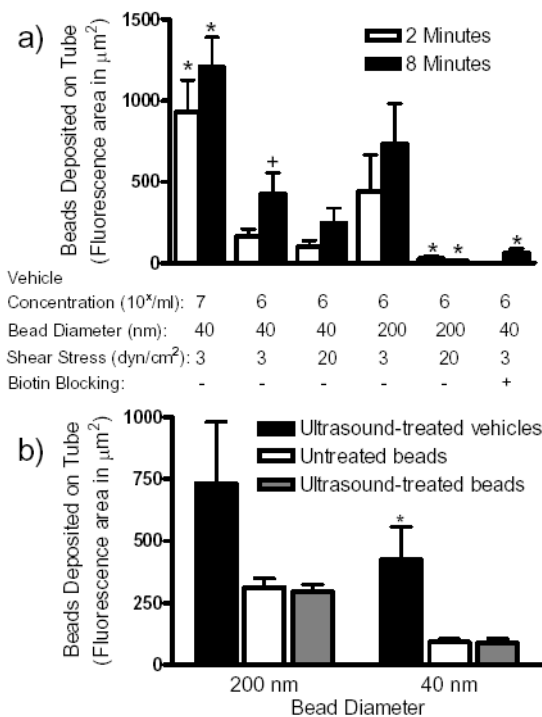 a)
1500
1000
500
0
Beads Deposited on Tube
(Fluorescence area in μm²)
2 Minutes
8 Minutes
* * + * * *
Vehicle
Concentration (10ˣ/ml): 7 6 6 6 6 6
Bead Diameter (nm): 40 40 40 200 200 40
Shear Stress (dyn/cm²): 3 3 20 3 20 3
Biotin Blocking: - - - - - +
b)
1000
750
500
250
0
Beads Deposited on Tube
(Fluorescence area in μm²)
Ultrasound-treated vehicles
Untreated beads
Ultrasound-treated beads
*
200 nm 40 nm
Bead Diameter